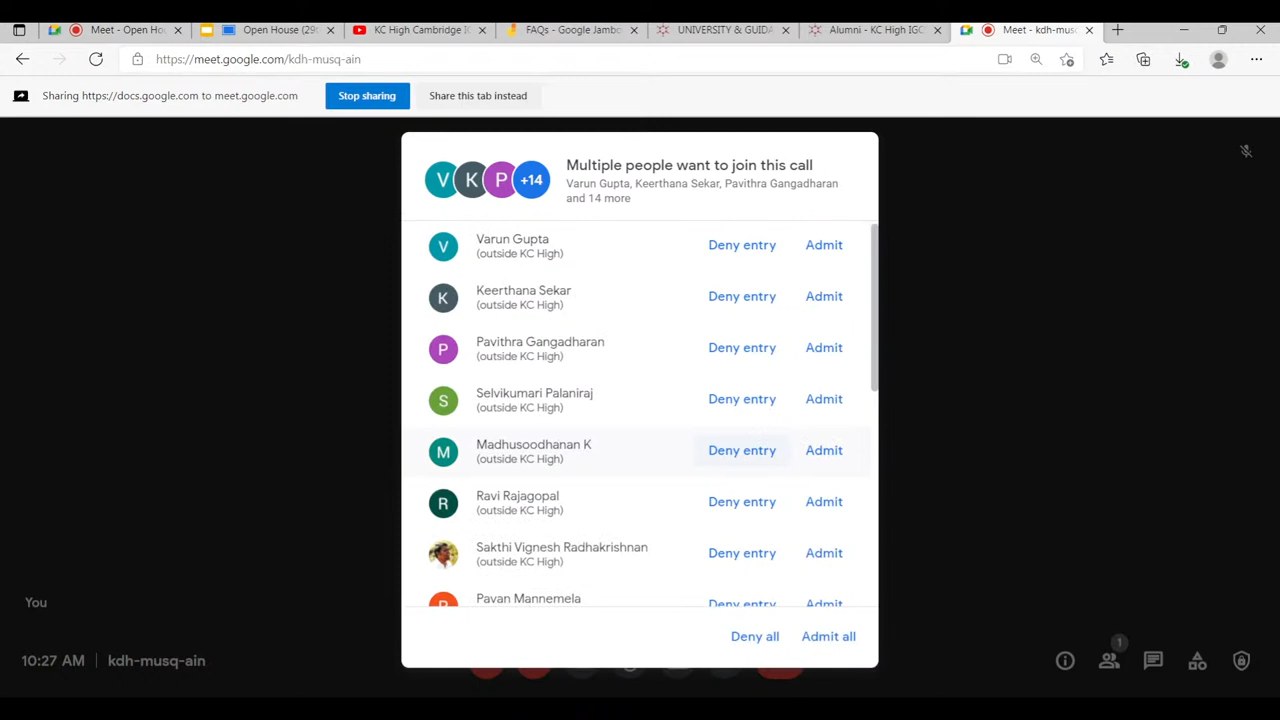 Meet - Open Hou
Open House (29t
KC High Cambridge I
FAQs - Google Jambo
UNIVERSITY & GUIDA
Alumni - KC High IGC
Meet - kdh-musq
https://meet.google.com/kdh-musq-ain
Sharing https://docs.google.com to meet.google.com
Stop sharing
Share this tab instead
V K P +14
Multiple people want to join this call
Varun Gupta, Keerthana Sekar, Pavithra Gangadharan
and 14 more
V
Varun Gupta
(outside KC High)
Deny entry Admit
K
Keerthana Sekar
(outside KC High)
Deny entry Admit
P
Pavithra Gangadharan
(outside KC High)
Deny entry Admit
S
Selvikumari Palaniraj
(outside KC High)
Deny entry Admit
M
Madhusoodhanan K
(outside KC High)
Deny entry Admit
R
Ravi Rajagopal
(outside KC High)
Deny entry Admit
Sakthi Vignesh Radhakrishnan
(outside KC High)
Deny entry Admit
P
Pavan Mannemela
Deny entry Admit
Deny all Admit all
You
10:27 AM | kdh-musq-ain
1